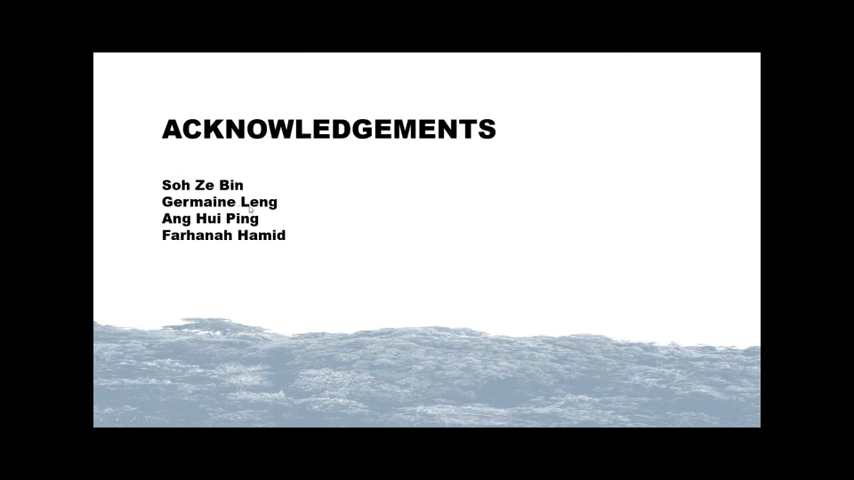 ACKNOWLEDGEMENTS
Soh Ze Bin
Germaine Leng
Ang Hui Ping
Farhanah Hamid